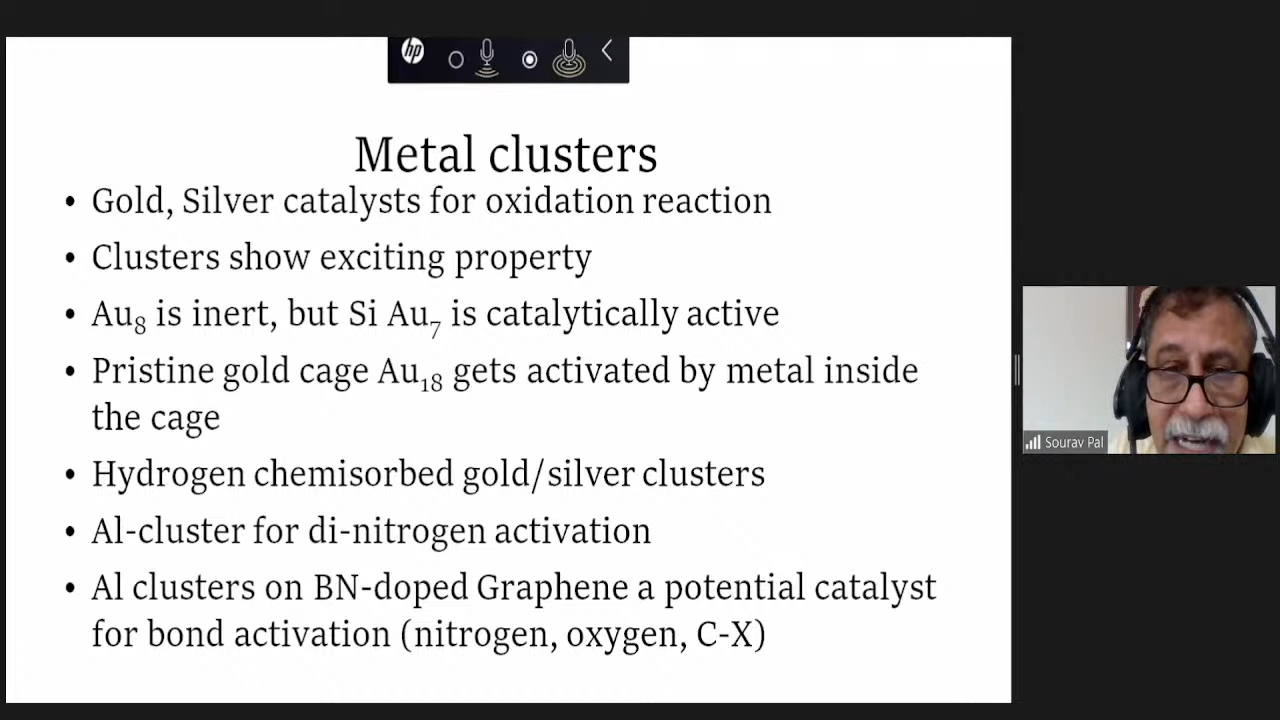 hp
Metal clusters
• Gold, Silver catalysts for oxidation reaction
• Clusters show exciting property
• Au₈ is inert, but Si Au₇ is catalytically active
• Pristine gold cage Au₁₈ gets activated by metal inside
the cage
• Hydrogen chemisorbed gold/silver clusters
• Al-cluster for di-nitrogen activation
• Al clusters on BN-doped Graphene a potential catalyst
for bond activation (nitrogen, oxygen, C-X)
Sourav Pal